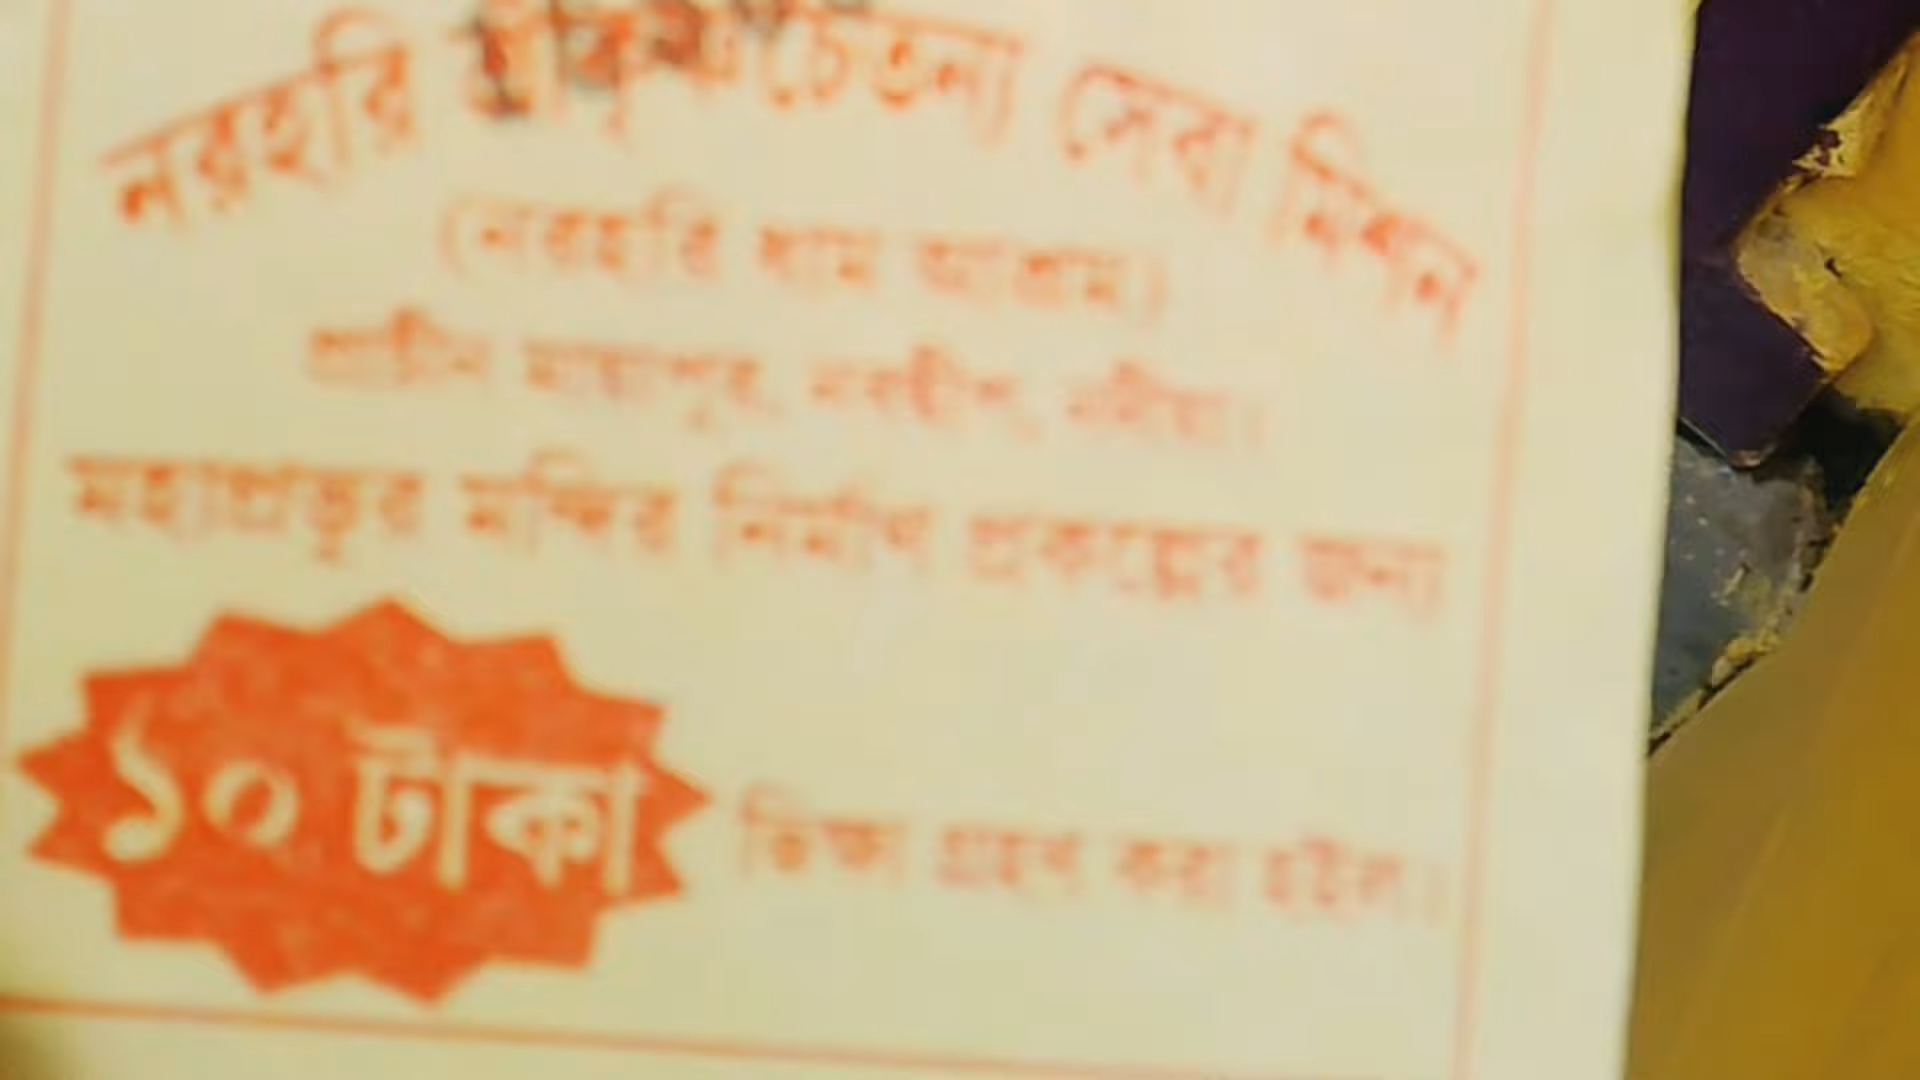 নরহরি শ্রীকৃষ্ণচৈতন্য সেবা মিশন
(নরহরি ধাম আশ্রম)
প্রাচীন মায়াপুর, নবদ্বীপ, নদীয়া।
মহাপ্রভুর মন্দির নির্মাণ প্রকল্পের জন্য
১০ টাকা ভিক্ষা গ্রহণ করা হইল।